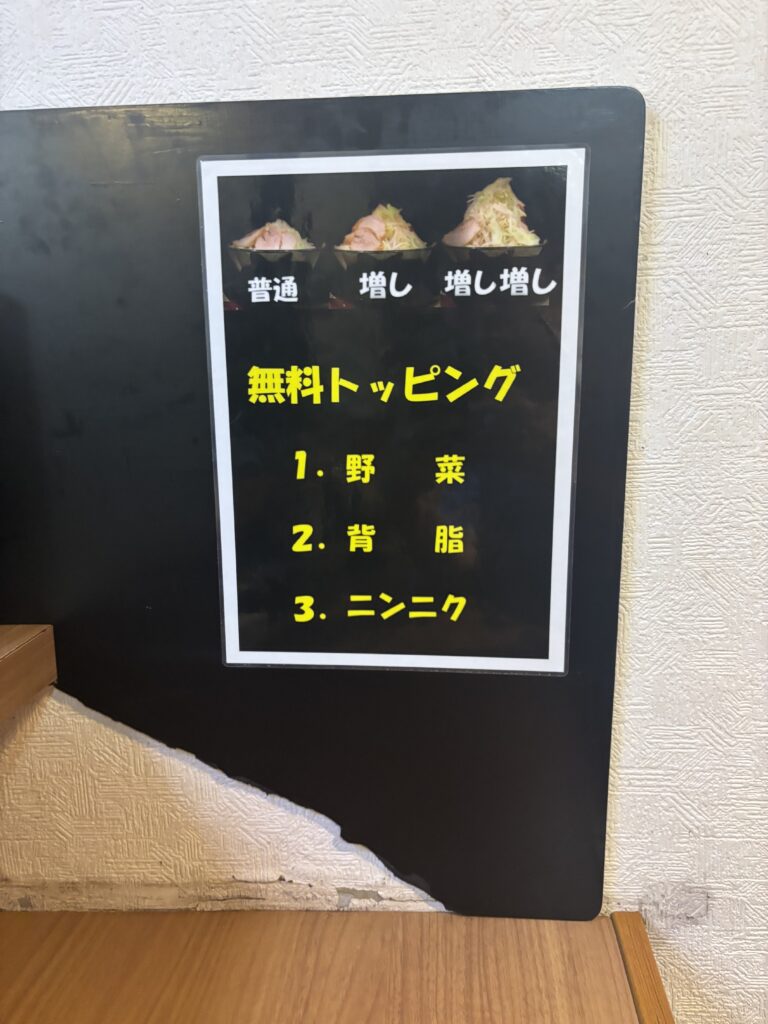 普通 増し 増し増し
無料トッピング
1. 野 菜
2. 背 脂
3. ニンニク